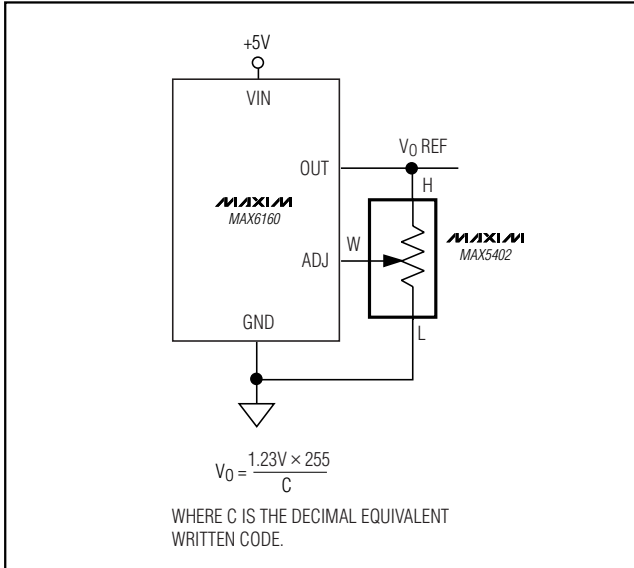 +5V
VIN
V0 REF
OUT
H
MAXIM
MAX6160
W
MAXIM
MAX5402
ADJ
GND
L
V0 = 1.23V × 255
C
WHERE C IS THE DECIMAL EQUIVALENT
WRITTEN CODE.